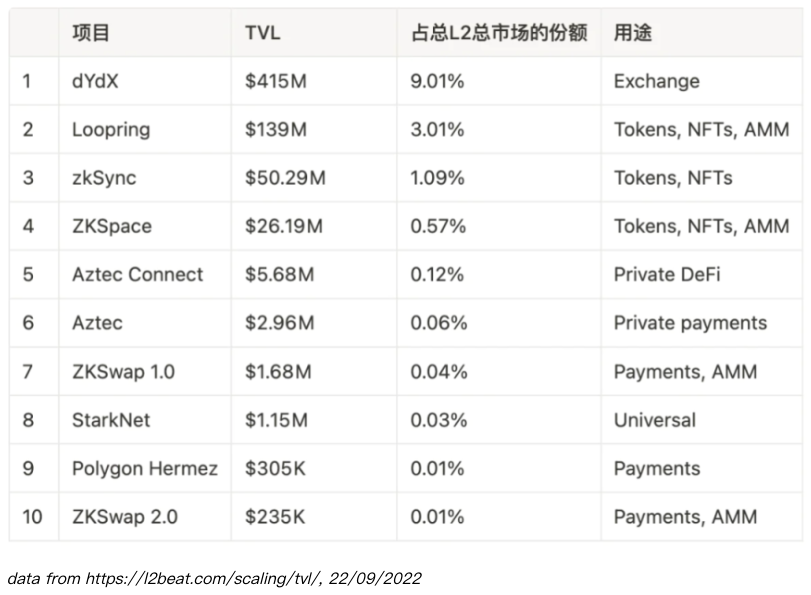 项目 TVL 占总L2总市场的份额 用途
1 dYdX $415M 9.01% Exchange
2 Loopring $139M 3.01% Tokens, NFTs, AMM
3 zkSync $50.29M 1.09% Tokens, NFTs
4 ZKSpace $26.19M 0.57% Tokens, NFTs, AMM
5 Aztec Connect $5.68M 0.12% Private DeFi
6 Aztec $2.96M 0.06% Private payments
7 ZKSwap 1.0 $1.68M 0.04% Payments, AMM
8 StarkNet $1.15M 0.03% Universal
9 Polygon Hermez $305K 0.01% Payments
10 ZKSwap 2.0 $235K 0.01% Payments, AMM
data from https://l2beat.com/scaling/tvl/, 22/09/2022